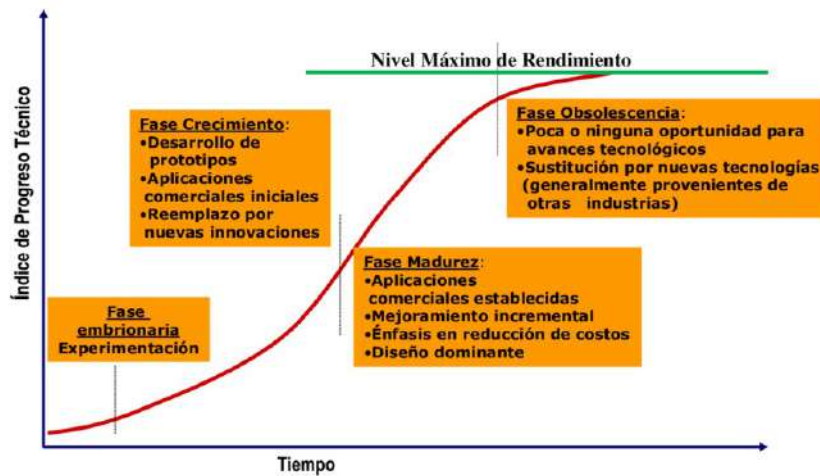 Nivel Máximo de Rendimiento
Índice de Progreso Técnico
Fase Crecimiento:
•Desarrollo de
prototipos
•Aplicaciones
comerciales iniciales
•Reemplazo por
nuevas innovaciones
Fase Obsolescencia:
•Poca o ninguna oportunidad para
avances tecnológicos
•Sustitución por nuevas tecnologías
(generalmente provenientes de
otras industrias)
Fase Madurez:
•Aplicaciones
comerciales establecidas
•Mejoramiento incremental
•Énfasis en reducción de costos
•Diseño dominante
Fase
embrionaria
Experimentación
Tiempo